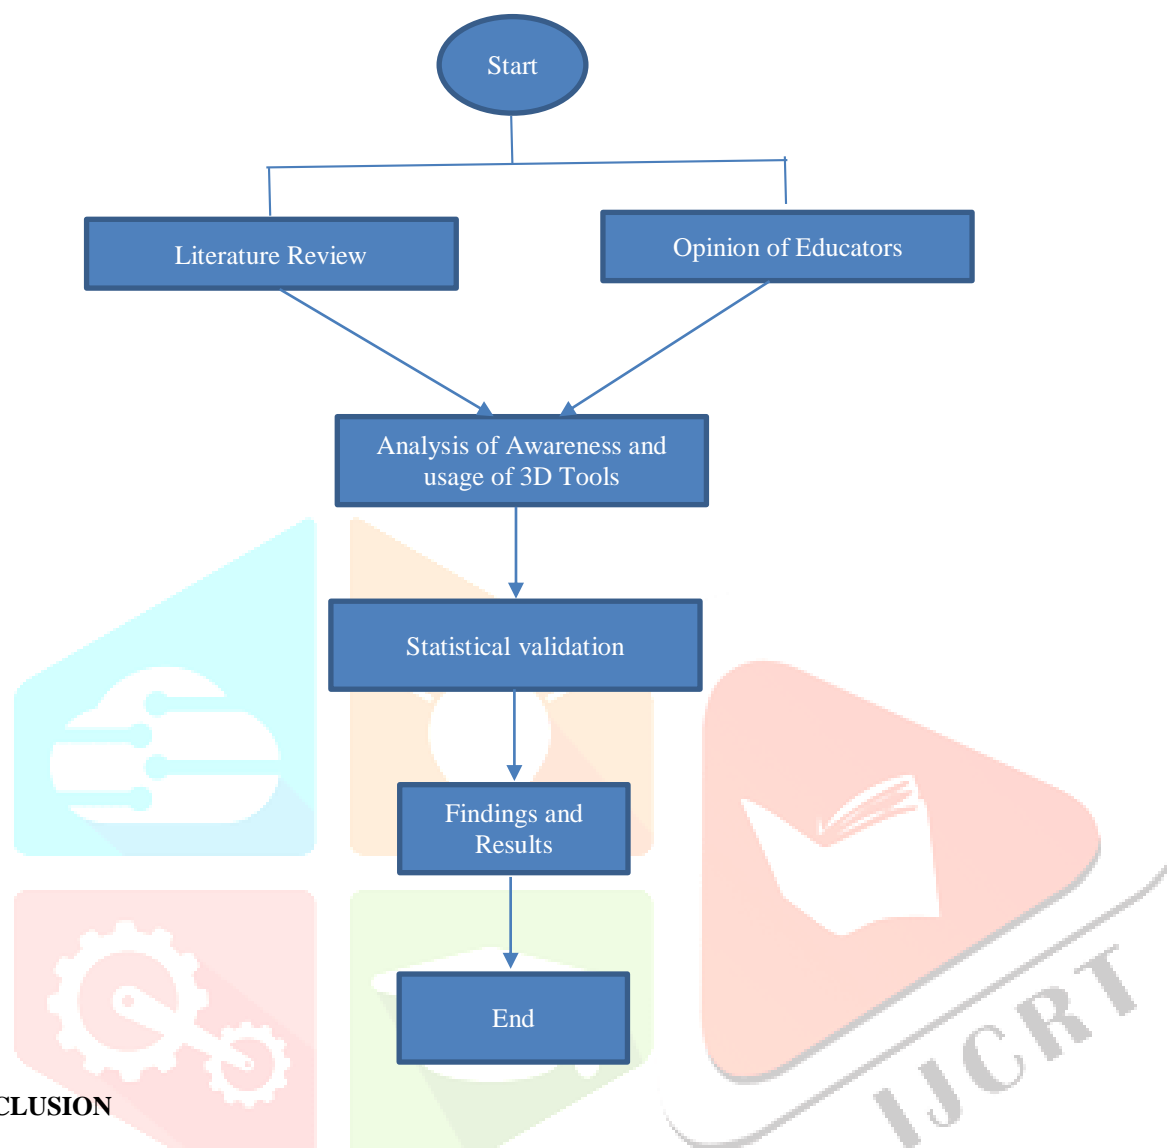 Start
Literature Review
Opinion of Educators
Analysis of Awareness and
usage of 3D Tools
Statistical validation
Findings and
Results
End
CLUSION
IJCRT